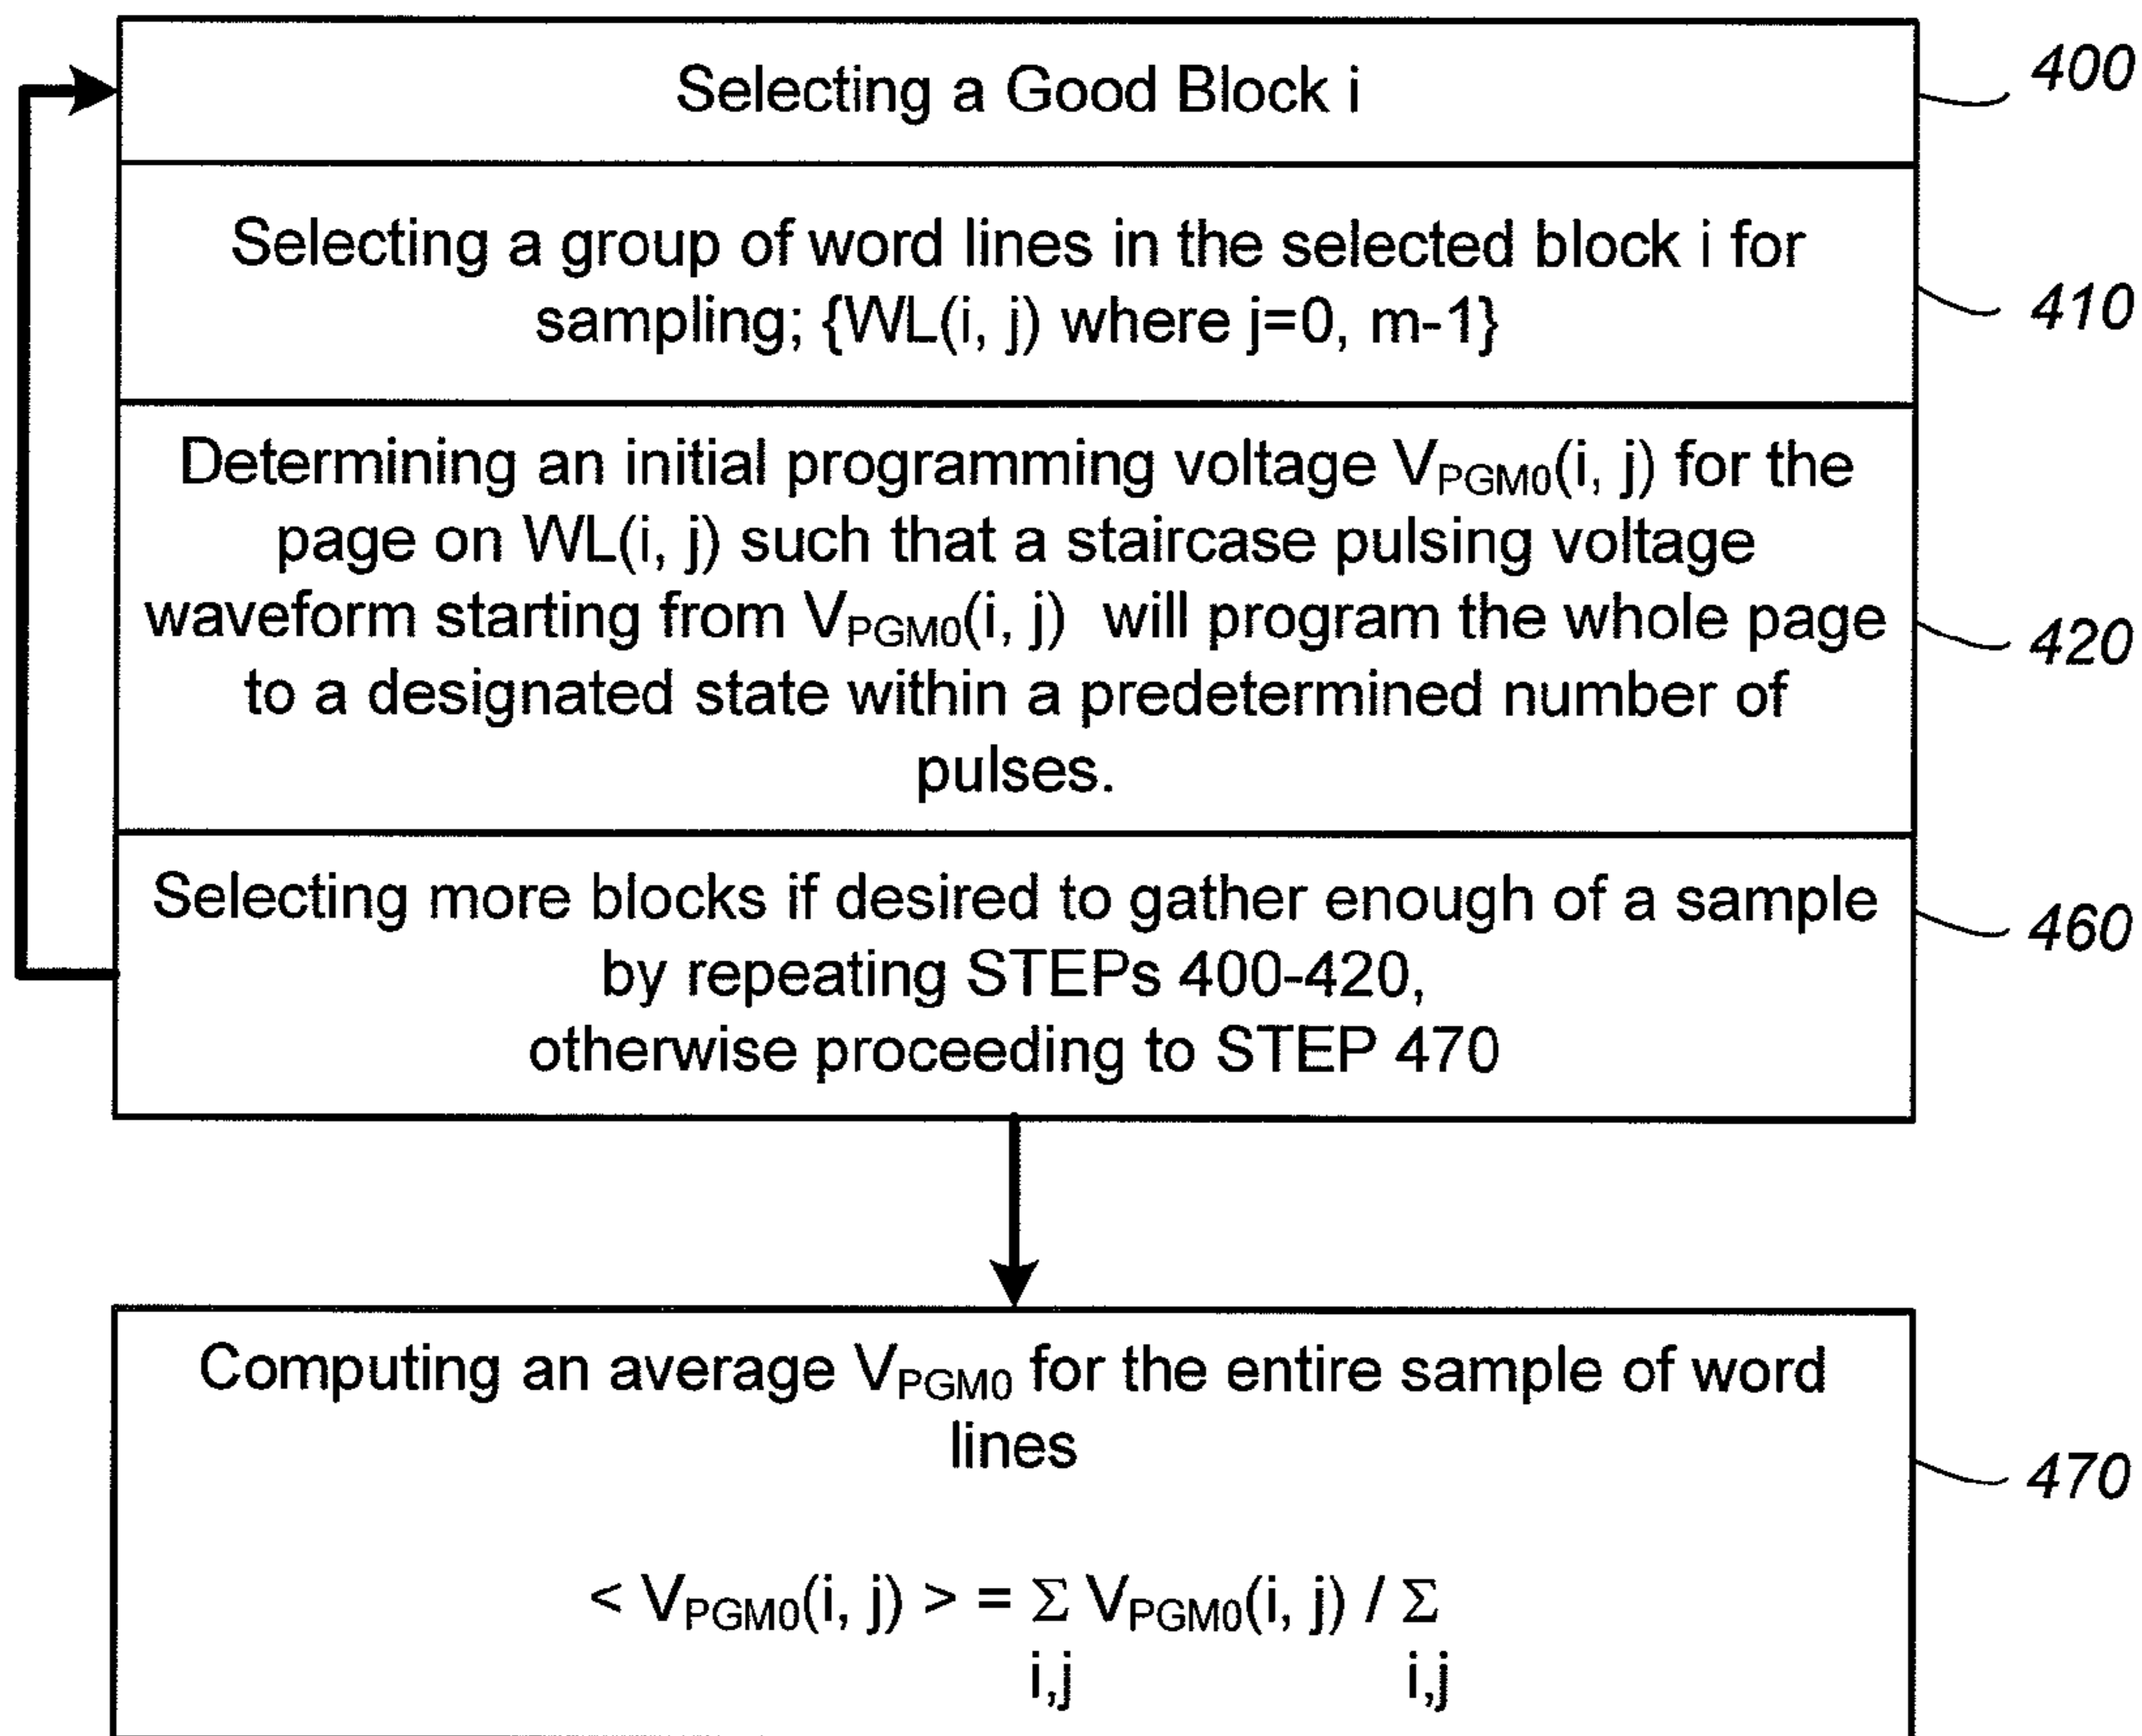 Selecting a Good Block i
400
Selecting a group of word lines in the selected block i for
sampling; {WL(i, j) where j=0, m-1}
410
Determining an initial programming voltage VPGM0(i, j) for the
page on WL(i, j) such that a staircase pulsing voltage
waveform starting from VPGM0(i, j) will program the whole page
to a designated state within a predetermined number of
pulses.
420
Selecting more blocks if desired to gather enough of a sample
by repeating STEPs 400-420,
otherwise proceeding to STEP 470
460
Computing an average VPGM0 for the entire sample of word
lines
470
< VPGM0(i, j) > = Σ VPGM0(i, j) / Σ
i,j i,j